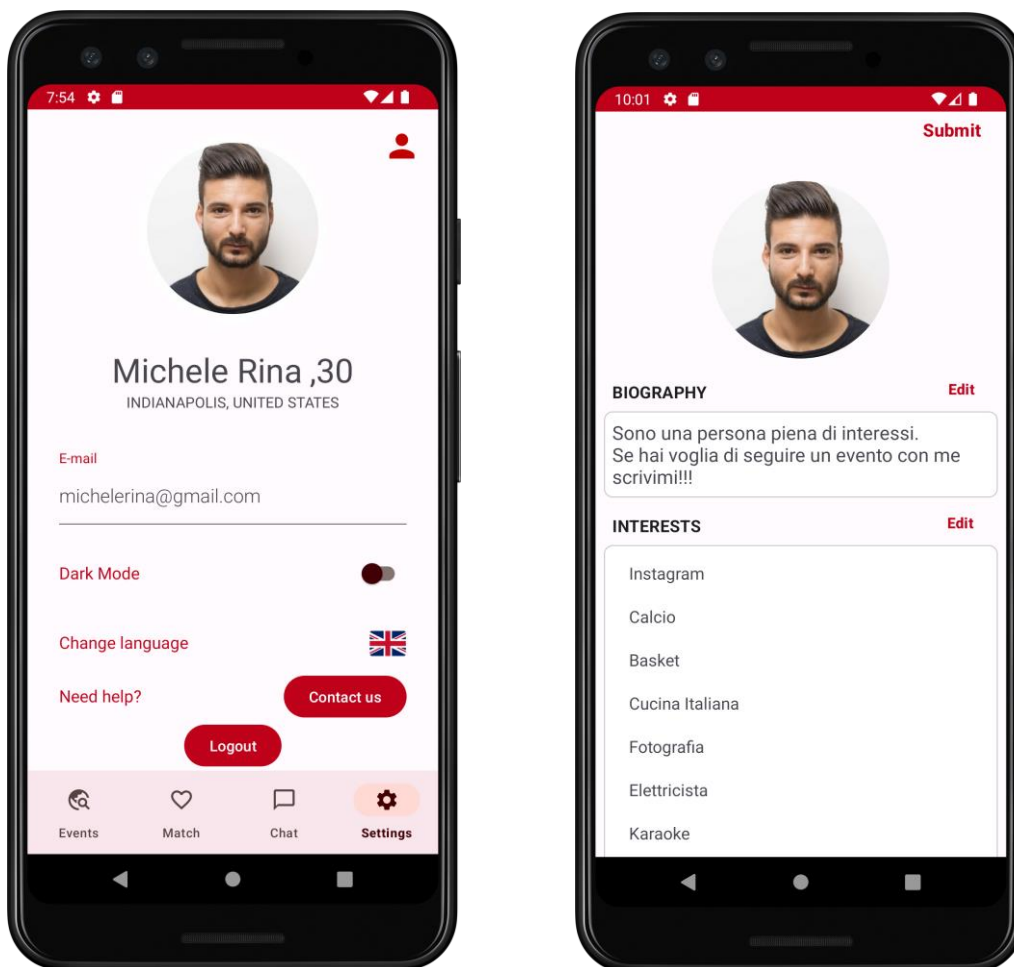 7:54
Michele Rina ,30
INDIANAPOLIS, UNITED STATES
E-mail
michelerina@gmail.com
Dark Mode
Change language
Need help?
Contact us
Logout
Events
Match
Chat
Settings
10:01
Submit
BIOGRAPHY
Edit
Sono una persona piena di interessi.
Se hai voglia di seguire un evento con me
scrivimi!!!
INTERESTS
Edit
Instagram
Calcio
Basket
Cucina Italiana
Fotografia
Elettricista
Karaoke